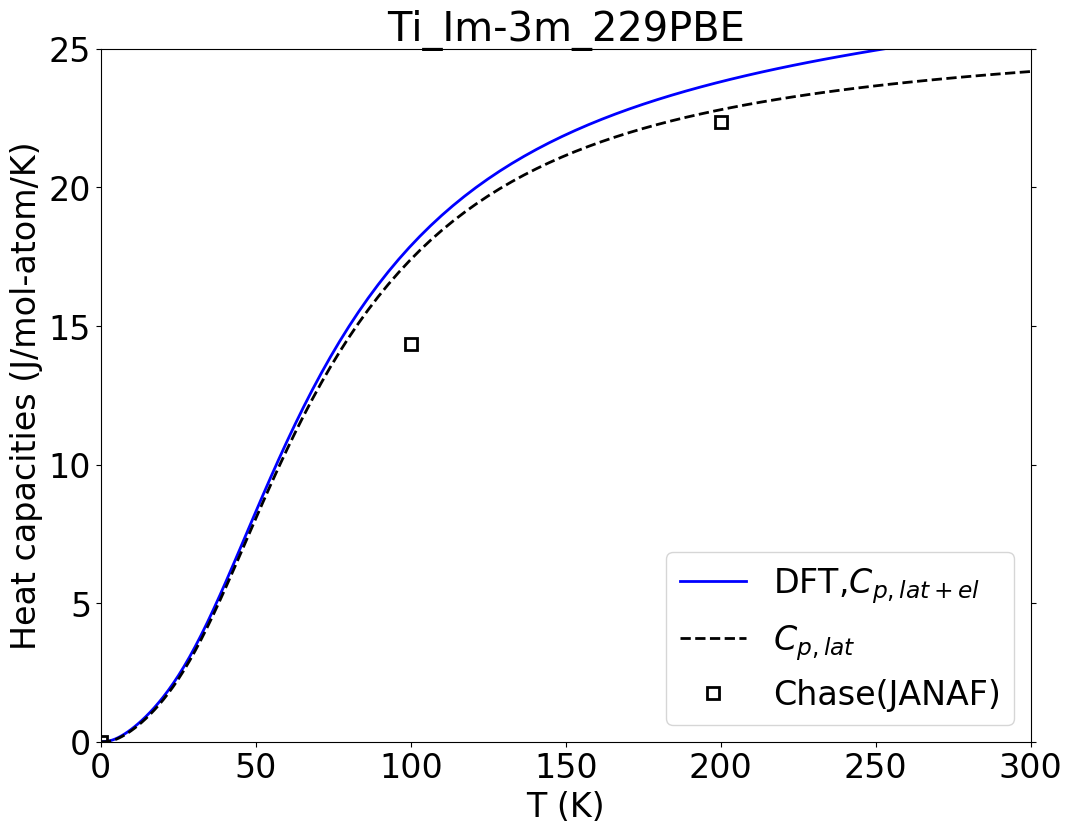 Ti_Im-3m_229PBE
Heat capacities (J/mol-atom/K)
25
20
15
10
5
0
0 50 100 150 200 250 300
T (K)
DFT,C_{p, lat + el}
C_{p, lat}
Chase(JANAF)